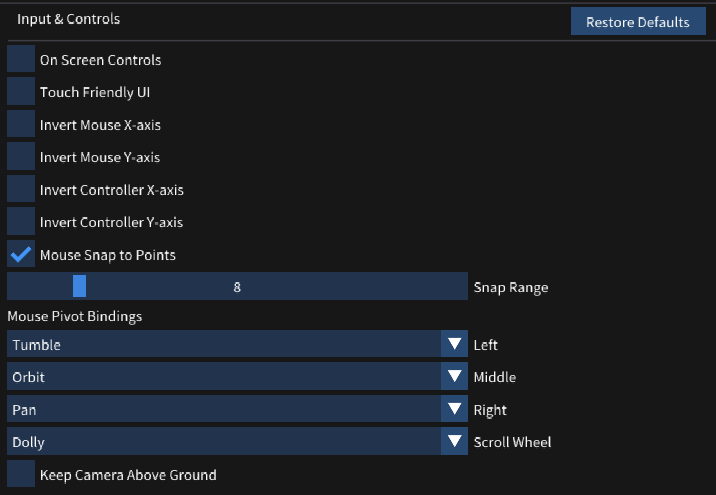 Input & Controls
Restore Defaults
On Screen Controls
Touch Friendly UI
Invert Mouse X-axis
Invert Mouse Y-axis
Invert Controller X-axis
Invert Controller Y-axis
Mouse Snap to Points
8 Snap Range
Mouse Pivot Bindings
Tumble Left
Orbit Middle
Pan Right
Dolly Scroll Wheel
Keep Camera Above Ground